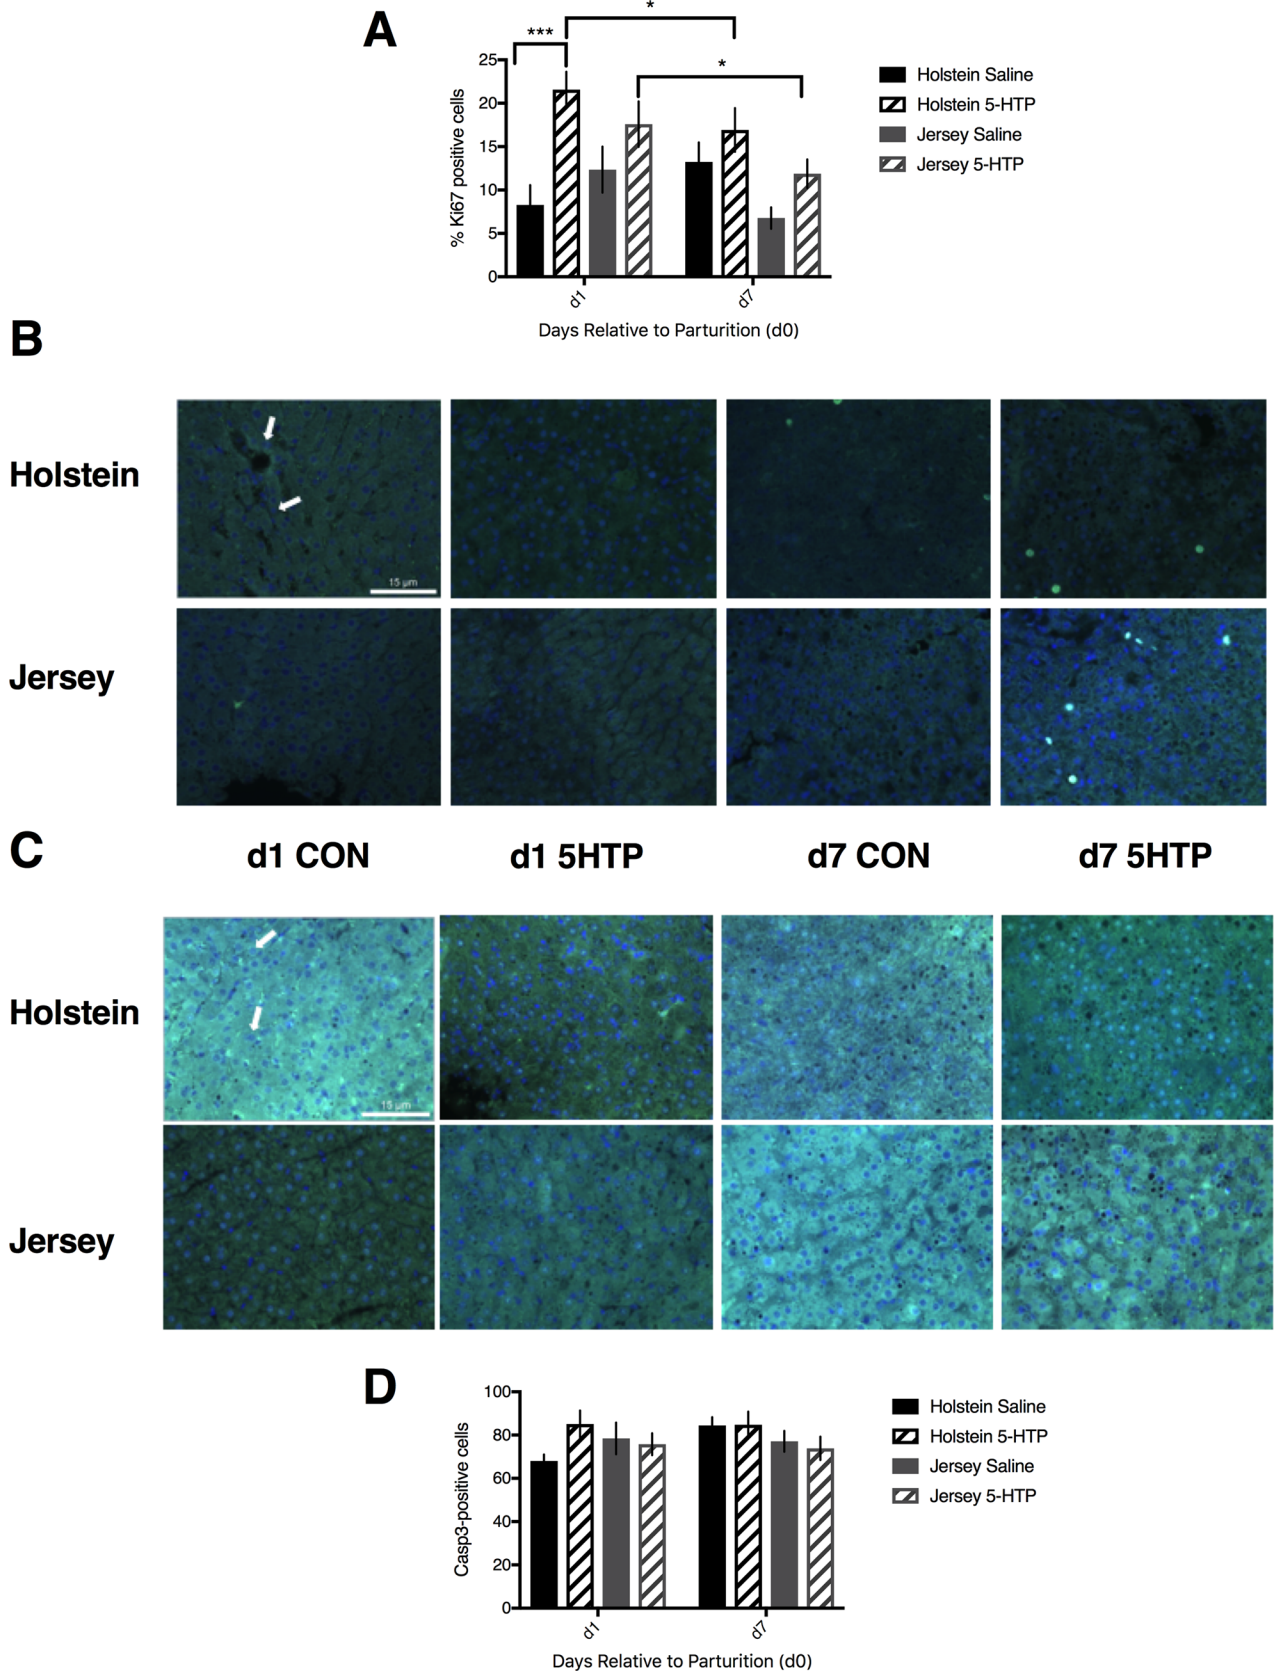 A
***
*
*
25
20
15
10
5
0
% Ki67 positive cells
d1
d7
Days Relative to Parturition (d0)
Holstein Saline
Holstein 5-HTP
Jersey Saline
Jersey 5-HTP
B
Holstein
15 µm
Jersey
C
d1 CON
d1 5HTP
d7 CON
d7 5HTP
Holstein
15 µm
Jersey
D
100
80
60
40
20
0
Casp3-positive cells
d1
d7
Days Relative to Parturition (d0)
Holstein Saline
Holstein 5-HTP
Jersey Saline
Jersey 5-HTP